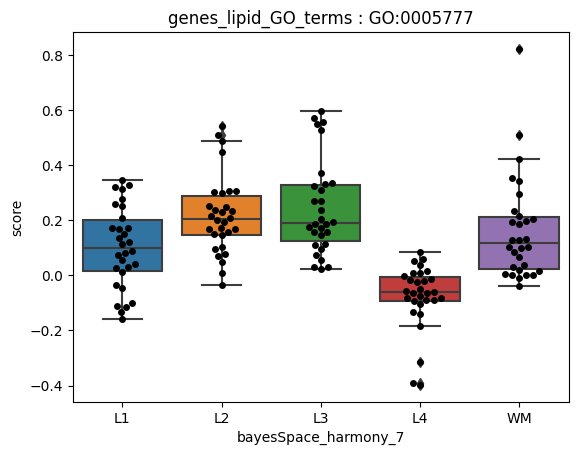 genes_lipid_GO_terms : GO:0005777
score
0.8
0.6
0.4
0.2
0.0
−0.2
−0.4
L1 L2 L3 L4 WM
bayesSpace_harmony_7